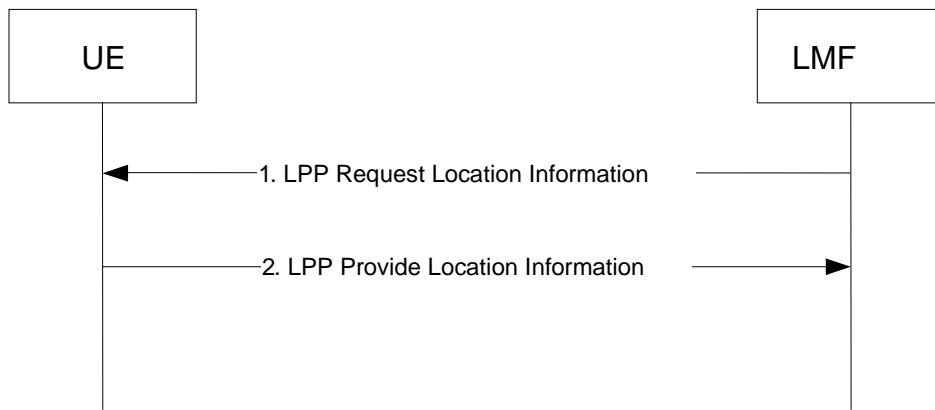 UE
LMF
1. LPP Request Location Information
2. LPP Provide Location Information